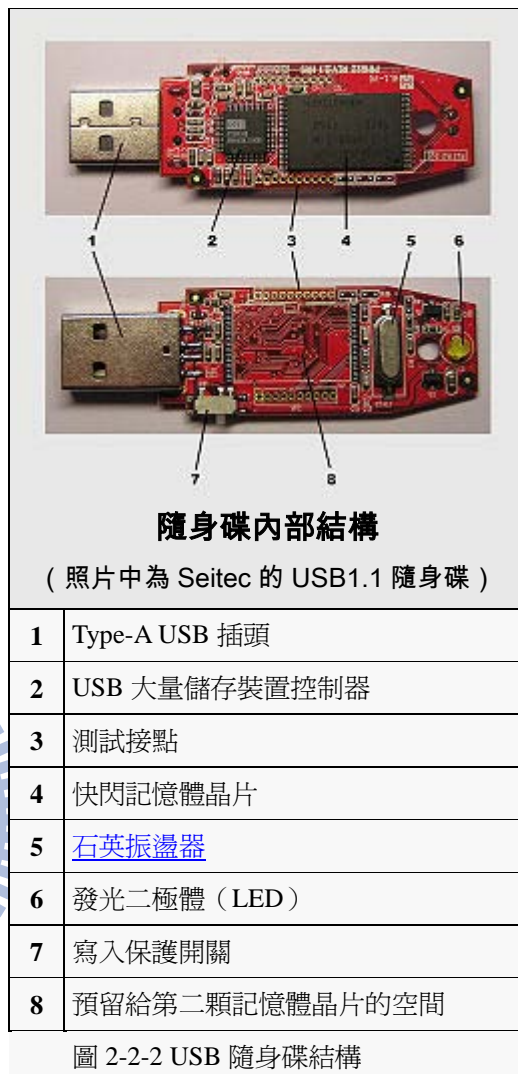 1 2 3 4 5 6
7 8
隨身碟內部結構
（照片中為 Seitec 的 USB1.1 隨身碟）
1 Type-A USB 插頭
2 USB 大量儲存裝置控制器
3 測試接點
4 快閃記憶體晶片
5 石英振盪器
6 發光二極體（LED）
7 寫入保護開關
8 預留給第二顆記憶體晶片的空間
圖 2-2-2 USB 隨身碟結構